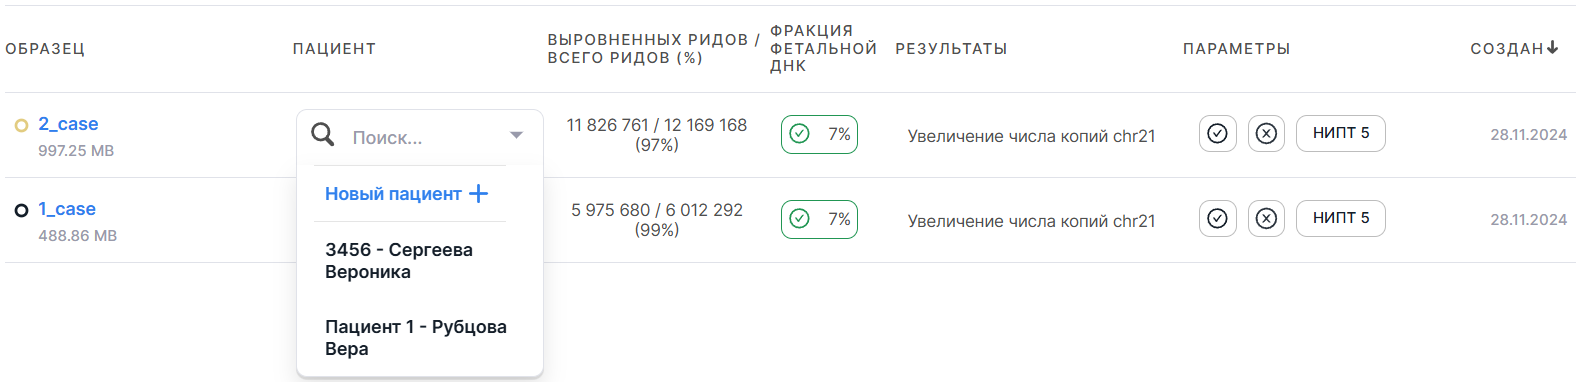 ОБРАЗЕЦ
ПАЦИЕНТ
ВЫРОВНЕННЫХ РИДОВ /
ВСЕГО РИДОВ (%)
ФРАКЦИЯ
ФЕТАЛЬНОЙ
ДНК
РЕЗУЛЬТАТЫ
ПАРАМЕТРЫ
СОЗДАН
2_case
997.25 MB
Поиск...
11 826 761 / 12 169 168
(97%)
7%
Увеличение числа копий chr21
НИПТ 5
28.11.2024
Новый пациент
1_case
488.86 MB
5 975 680 / 6 012 292
(99%)
7%
Увеличение числа копий chr21
НИПТ 5
28.11.2024
3456 - Сергеева
Вероника
Пациент 1 - Рубцова
Вера